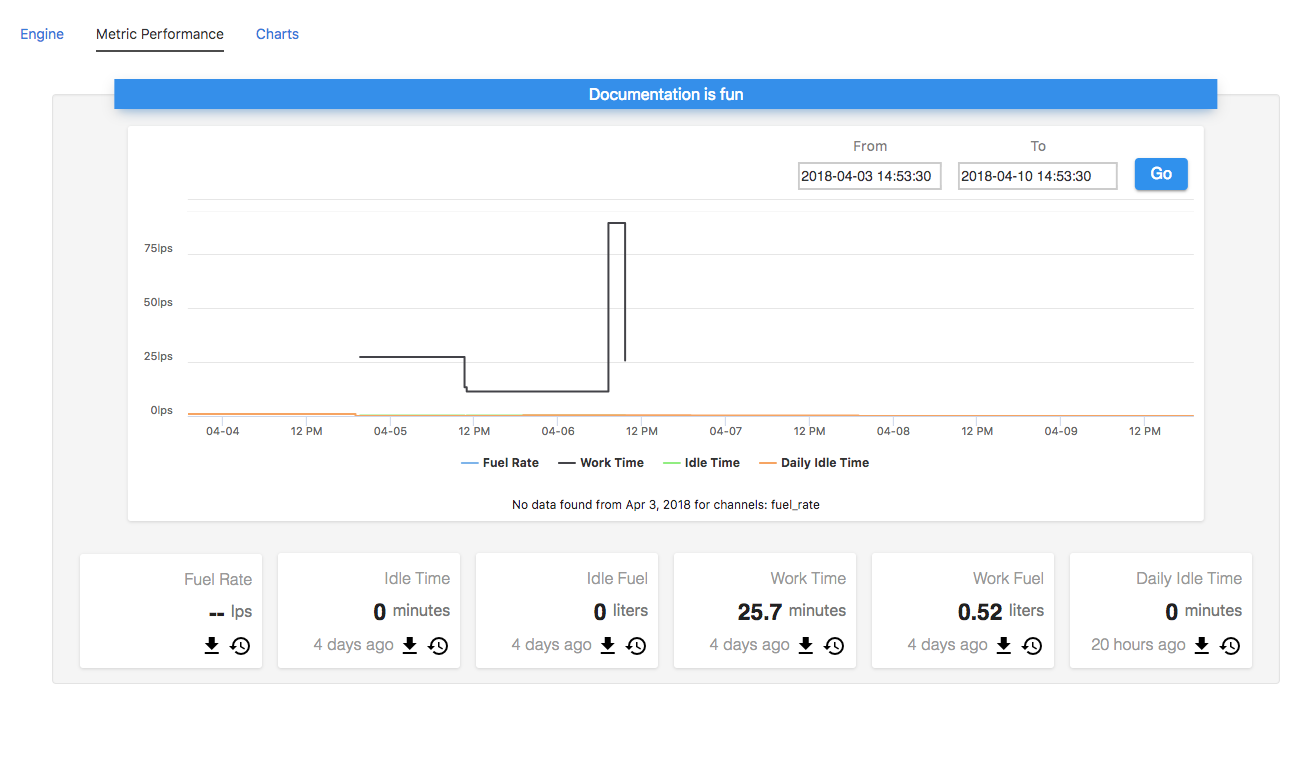 Engine Metric Performance Charts
Documentation is fun
From To
2018-04-03 14:53:30 2018-04-10 14:53:30 Go
75lps
50lps
25lps
0lps
04-04 12 PM 04-05 12 PM 04-06 12 PM 04-07 12 PM 04-08 12 PM 04-09 12 PM
Fuel Rate Work Time Idle Time Daily Idle Time
No data found from Apr 3, 2018 for channels: fuel_rate
Fuel Rate
-- lps
Idle Time
0 minutes
4 days ago
Idle Fuel
0 liters
4 days ago
Work Time
25.7 minutes
4 days ago
Work Fuel
0.52 liters
4 days ago
Daily Idle Time
0 minutes
20 hours ago